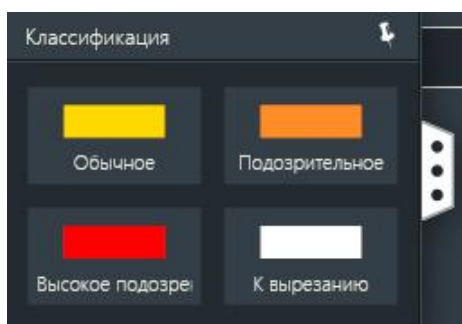 Классификация
Обычное
Подозрительное
Высокое подозре
К вырезанию